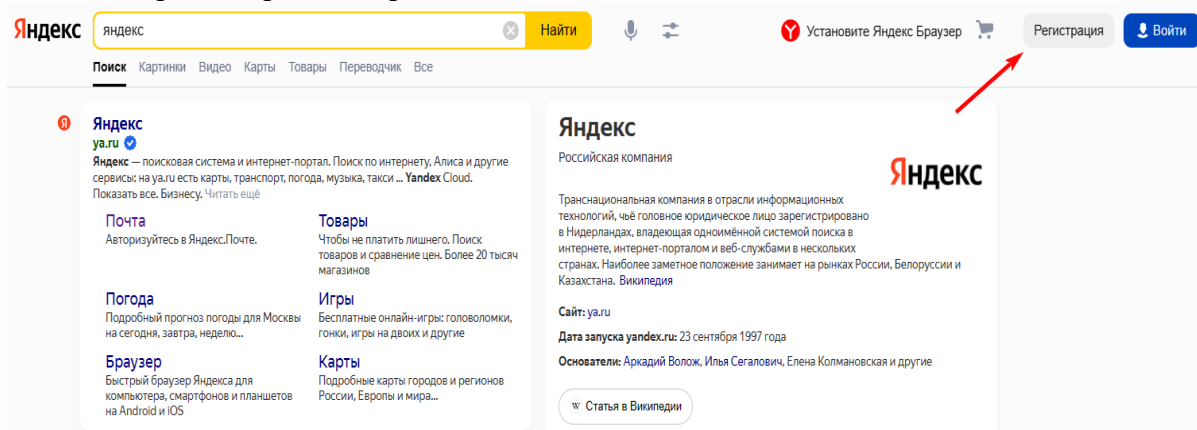 Яндекс
яндекс
Найти
Установите Яндекс Браузер
Регистрация
Войти
Поиск Картинки Видео Карты Товары Переводчик Все
Яндекс
ya.ru
Яндекс — поисковая система и интернет-портал. Поиск по интернету, Алиса и другие
сервисы: на ya.ru есть карты, транспорт, погода, музыка, такси ... Yandex Cloud.
Показать все. Бизнесу. Читать ещё
Почта
Авторизуйтесь в Яндекс.Почте.
Товары
Чтобы не платить лишнего. Поиск
товаров и сравнение цен. Более 20 тысяч
магазинов
Погода
Подробный прогноз погоды для Москвы
на сегодня, завтра, неделю...
Игры
Бесплатные онлайн-игры: головоломки,
гонки, игры на двоих и другие
Браузер
Быстрый браузер Яндекса для
компьютера, смартфонов и планшетов
на Android и iOS
Карты
Подробные карты городов и регионов
России, Европы и мира...
Яндекс
Российская компания
Яндекс
Транснациональная компания в отрасли информационных
технологий, чьё головное юридическое лицо зарегистрировано
в Нидерландах, владеющая одноимённой системой поиска в
интернете, интернет-порталом и веб-службами в нескольких
странах. Наиболее заметное положение занимает на рынках России, Белоруссии и
Казахстана. Википедия
Сайт: ya.ru
Дата запуска yandex.ru: 23 сентября 1997 года
Основатели: Аркадий Волож, Илья Сегалович, Елена Колмановская и другие
W Статья в Википедии